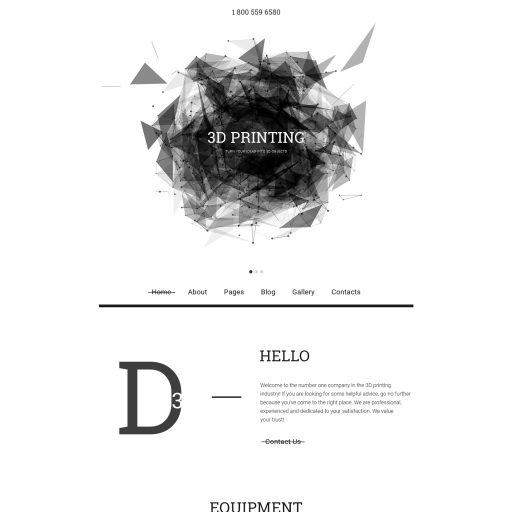 1 800 559 6580
3D PRINTING
TURN YOUR IDEAS INTO 3D OBJECTS
Home About Pages Blog Gallery Contacts
D3
HELLO
Welcome to the number one company in the 3D printing
industry! If you are looking for some helpful advice, go no further
because you've come to the right place. We are professional,
experienced and dedicated to your satisfaction. We value
your trust!
Contact Us
EQUIPMENT